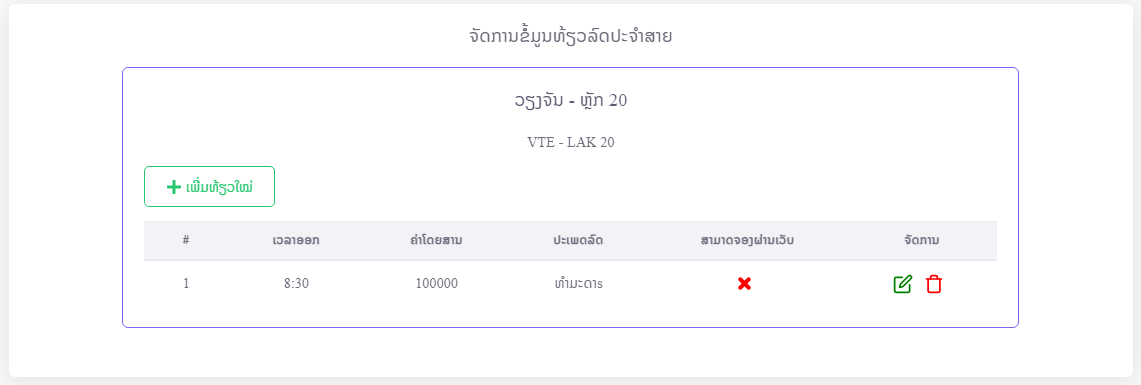 ຈັດການຂໍ້ມູນທ້ຽວລົດປະຈຳສາຍ
ວຽງຈັນ - ຫຼັກ 20
VTE - LAK 20
ເພີ່ມທ້ຽວໃໝ່
# ເວລາອອກ ຄ່າໂດຍສານ ປະເພດລົດ ສາມາດຈອງຜ່ານເວັບ ຈັດການ
1 8:30 100000 ທຳມະດາs